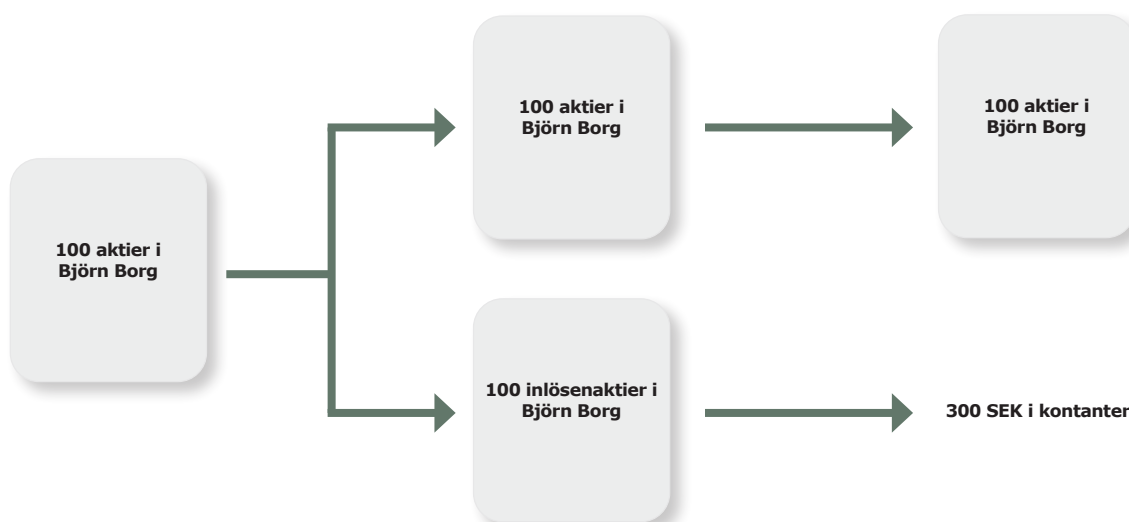 100 aktier i
Björn Borg
100 aktier i
Björn Borg
100 aktier i
Björn Borg
100 inlösenaktier i
Björn Borg
300 SEK i kontanter